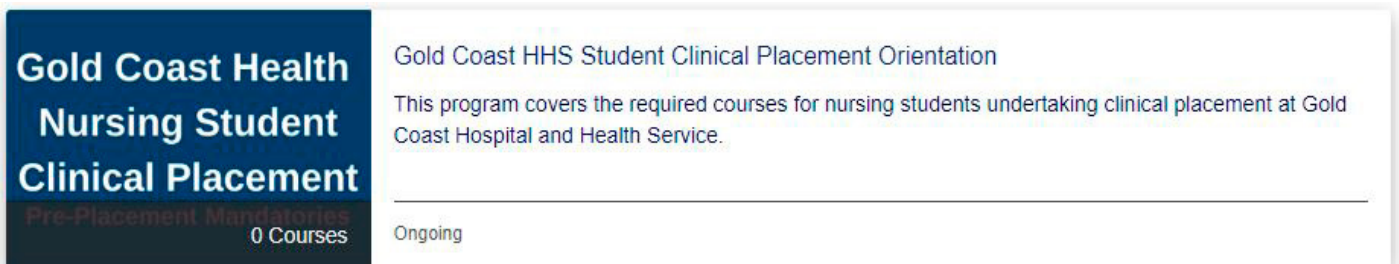 Gold Coast Health
Nursing Student
Clinical Placement
Pre-Placement Mandatories
0 Courses
Gold Coast HHS Student Clinical Placement Orientation
This program covers the required courses for nursing students undertaking clinical placement at Gold
Coast Hospital and Health Service.
Ongoing